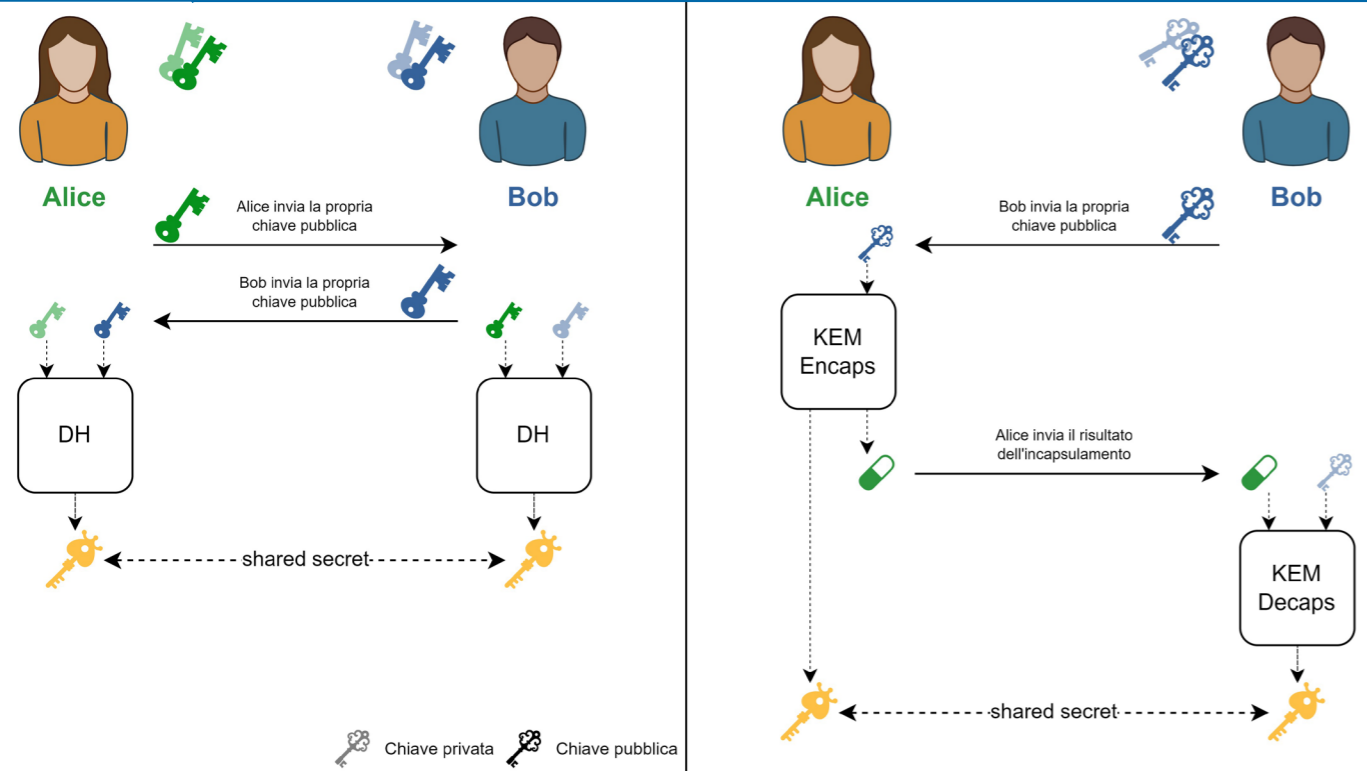 Alice
Bob
Alice invia la propria
chiave pubblica
Bob invia la propria
chiave pubblica
DH
DH
shared secret
Chiave privata
Chiave pubblica
Alice
Bob
Bob invia la propria
chiave pubblica
KEM
Encaps
Alice invia il risultato
dell'incapsulamento
KEM
Decaps
shared secret